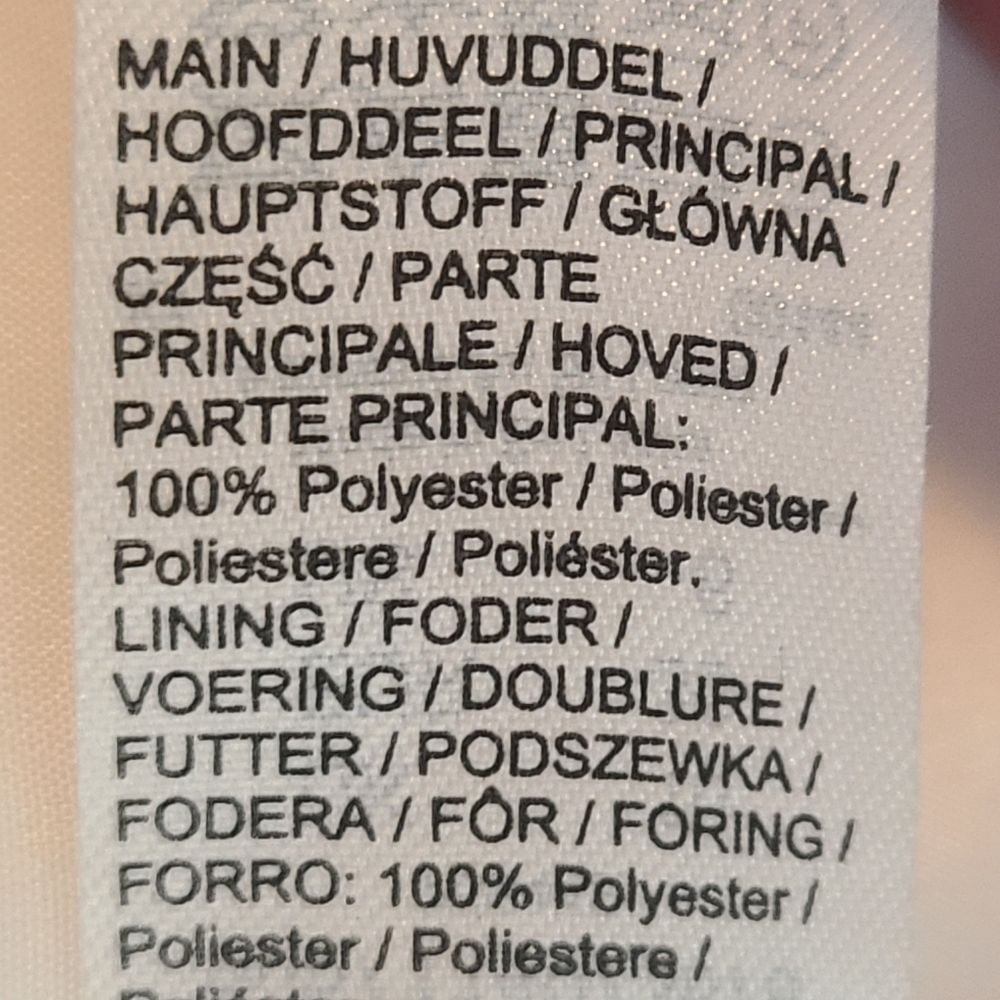 MAIN / HUVUDDEL /
HOOFDDEEL / PRINCIPAL /
HAUPTSTOFF / GŁÓWNA
CZĘŚĆ / PARTE
PRINCIPALE / HOVED /
PARTE PRINCIPAL:
100% Polyester / Poliester /
Poliestere / Poliéster.
LINING / FODER /
VOERING / DOUBLURE /
FUTTER / PODSZEWKA /
FODERA / FÔR / FORING /
FORRO: 100% Polyester /
Poliester / Poliestere /